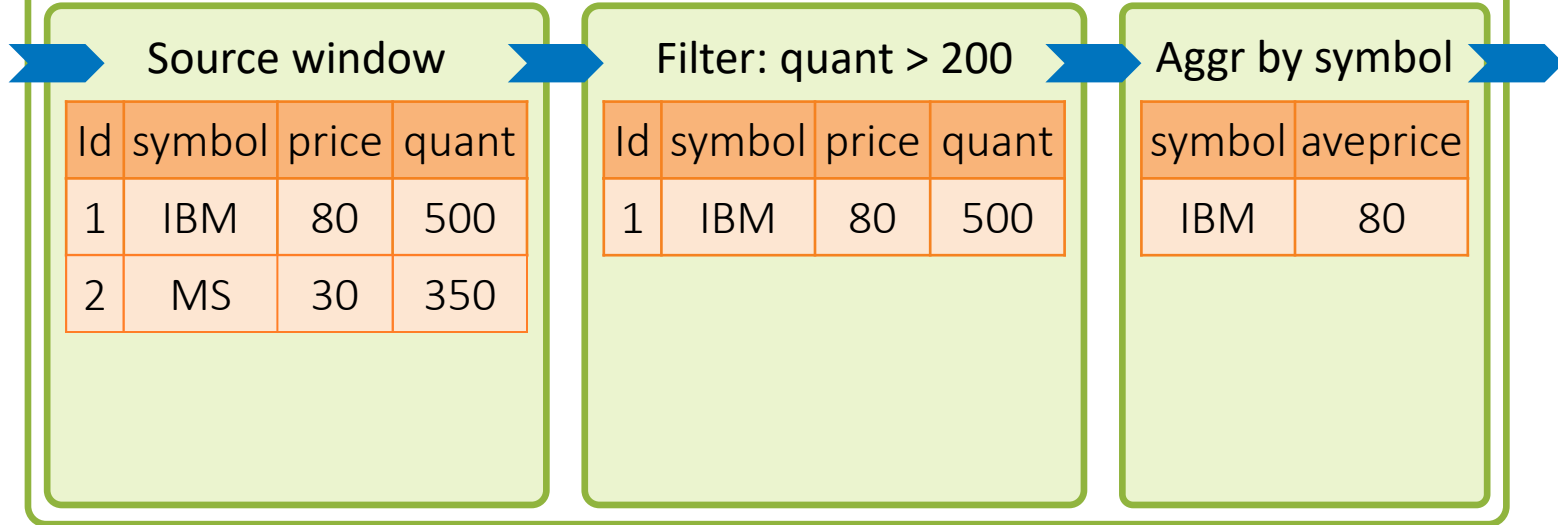 Source window
Id symbol price quant
1 IBM 80 500
2 MS 30 350
Filter: quant > 200
Id symbol price quant
1 IBM 80 500
Aggr by symbol
symbol aveprice
IBM 80